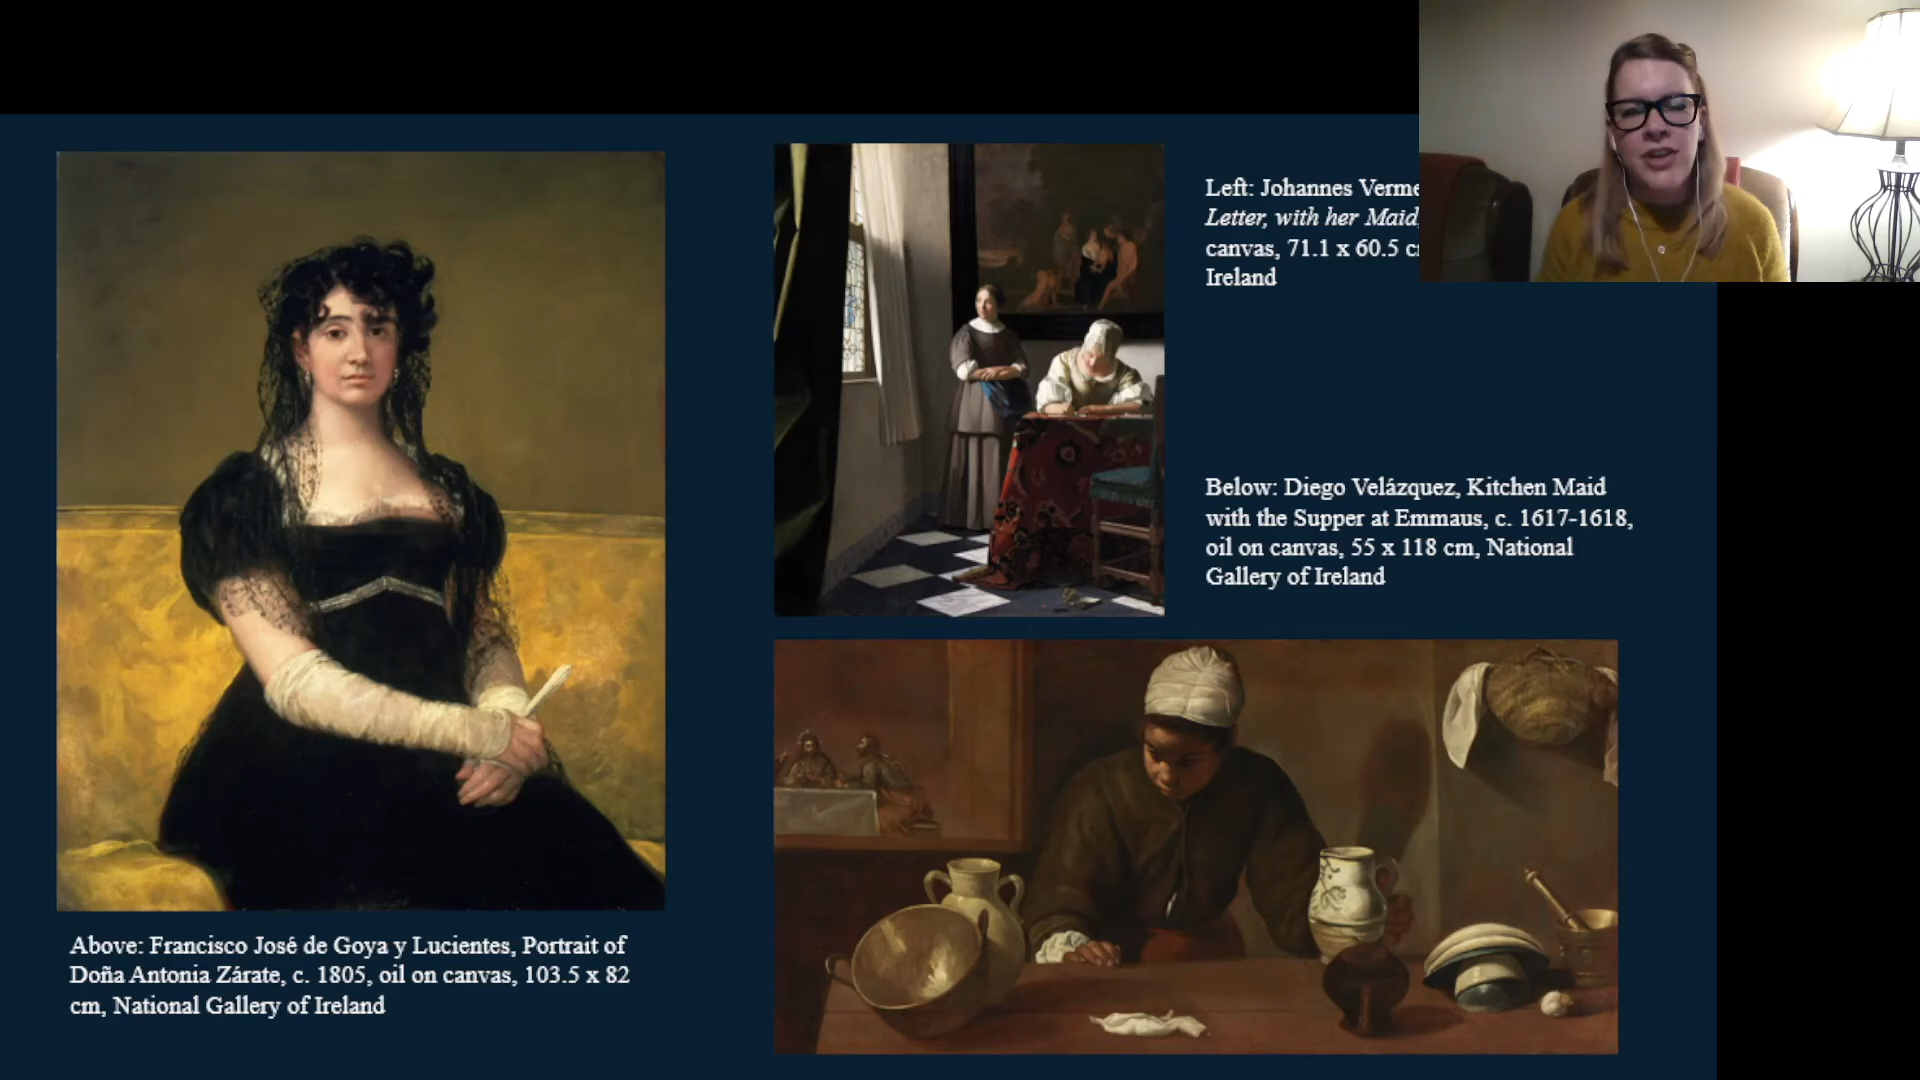 Left: Johannes
Letter, with her Maid,
canvas, 71.1 x 60.5
Ireland
Below: Diego Velázquez, Kitchen Maid
with the Supper at Emmaus, c. 1617-1618,
oil on canvas, 55 x 118 cm, National
Gallery of Ireland
Above: Francisco José de Goya y Lucientes, Portrait of
Doña Antonia Zárate, c. 1805, oil on canvas, 103.5 x 82
cm, National Gallery of Ireland